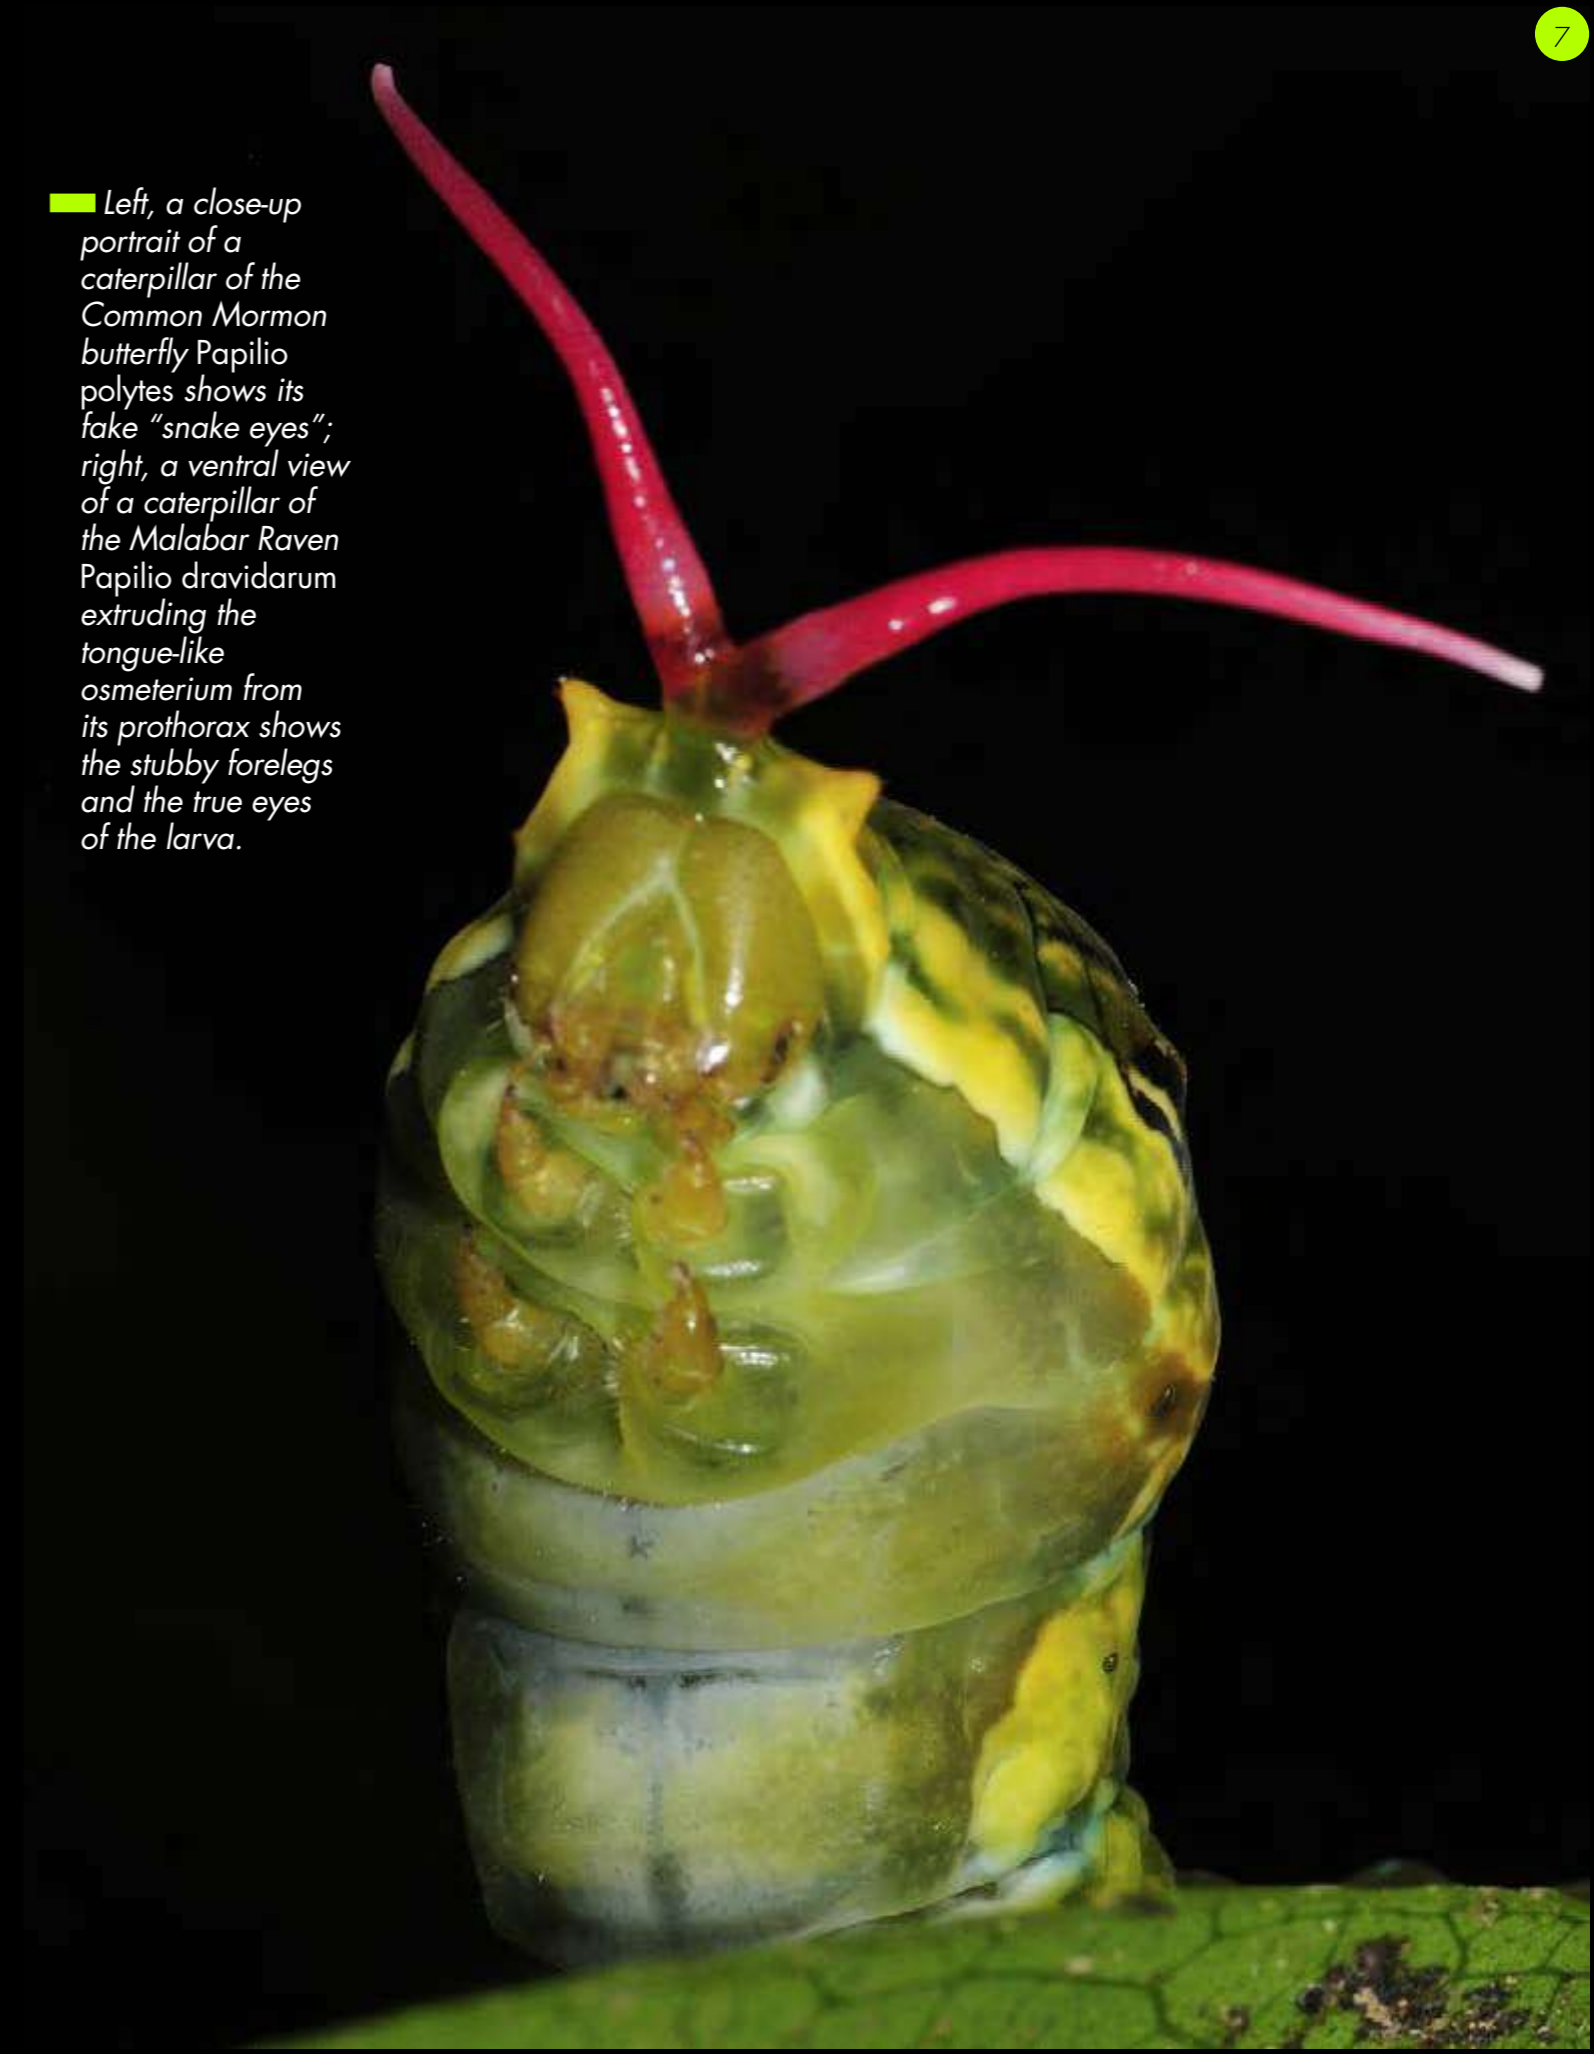 7
Left, a close-up
portrait of a
caterpillar of the
Common Mormon
butterfly Papilio
polytes shows its
fake “snake eyes”;
right, a ventral view
of a caterpillar of
the Malabar Raven
Papilio dravidarum
extruding the
tongue-like
osmeterium from
its prothorax shows
the stubby forelegs
and the true eyes
of the larva.